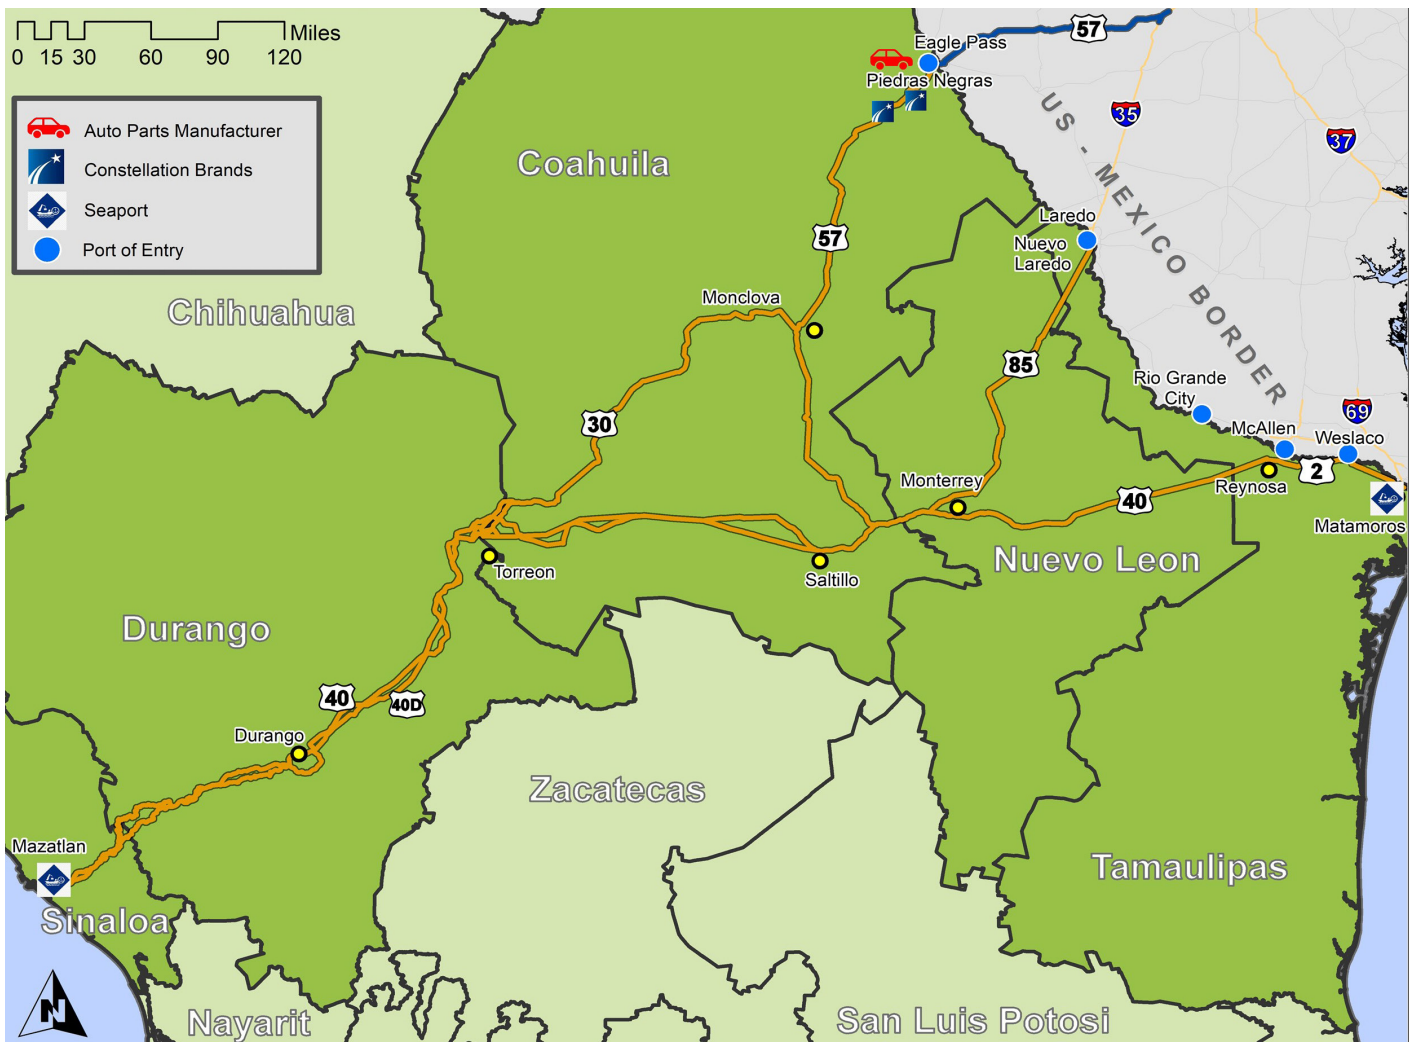 Miles
0 15 30 60 90 120
Auto Parts Manufacturer
Constellation Brands
Seaport
Port of Entry
57
Eagle Pass
Piedras Negras
35
37
US - MEXICO BORDER
Coahuila
57
Laredo
Nuevo
Laredo
Chihuahua
Monclova
85
Rio Grande
City
69
30
McAllen
Weslaco
Monterrey
40
2
Reynosa
Matamoros
Nuevo Leon
Torreon
Saltillo
Durango
40
40D
Durango
Zacatecas
Mazatlan
Tamaulipas
Sinaloa
N
Nayarit
San Luis Potosi